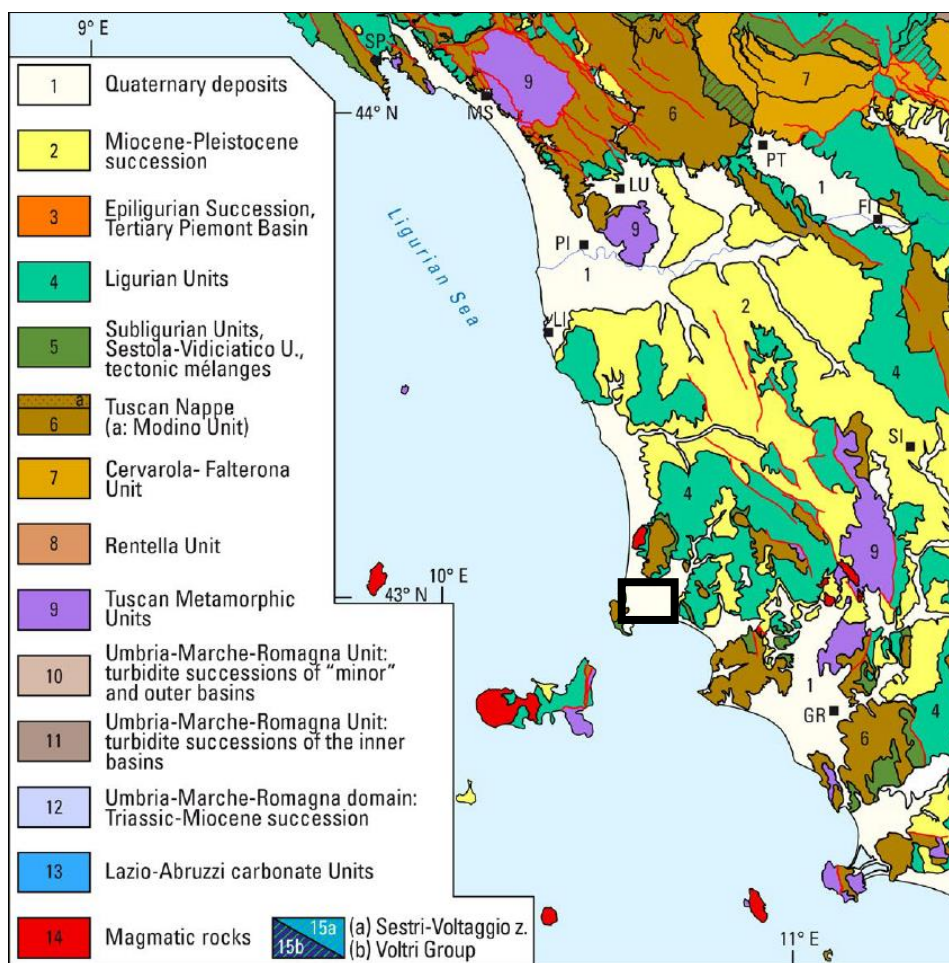 9° E
1 Quaternary deposits
2 Miocene-Pleistocene
succession
3 Epiligurian Succession,
Tertiary Piemont Basin
4 Ligurian Units
5 Subligurian Units,
Sestola-Vidiciatico U.,
tectonic mélanges
a
6 Tuscan Nappe
(a: Modino Unit)
7 Cervarola- Falterona
Unit
8 Rentella Unit
9 Tuscan Metamorphic
Units
10 Umbria-Marche-Romagna Unit:
turbidite successions of "minor"
and outer basins
11 Umbria-Marche-Romagna Unit:
turbidite successions of the inner
basins
12 Umbria-Marche-Romagna domain:
Triassic-Miocene succession
13 Lazio-Abruzzi carbonate Units
14 Magmatic rocks
15a
15b
(a) Sestri-Voltaggio z.
(b) Voltri Group
SP
44° N
MS
9
6
7
PT
1
LU
FI
9
PI
1
Ligurian Sea
LI
2
4
SI
4
9
10° E
43° N
1
GR
6
4
11° E